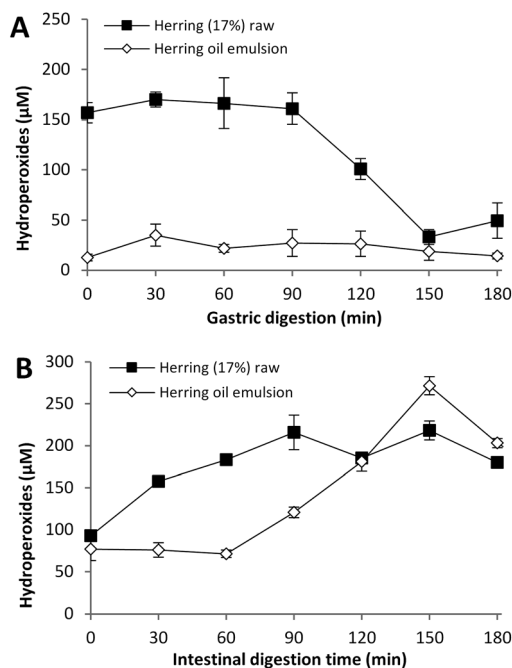 A
Hydroperoxides (µM)
250
200
150
100
50
0
Herring (17%) raw
Herring oil emulsion
0 30 60 90 120 150 180
Gastric digestion (min)
B
Hydroperoxides (µM)
300
250
200
150
100
50
0
Herring (17%) raw
Herring oil emulsion
0 30 60 90 120 150 180
Intestinal digestion time (min)